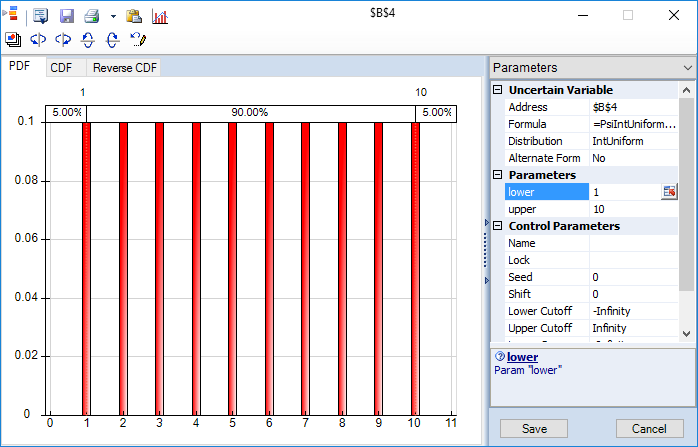 $B$4
PDF CDF Reverse CDF
1 10
5.00% 90.00% 5.00%
0.1
0.08
0.06
0.04
0.02
0
0 1 2 3 4 5 6 7 8 9 10 11
Parameters
Uncertain Variable
Address $B$4
Formula =PsiIntUniform...
Distribution IntUniform
Alternate Form No
Parameters
lower 1
upper 10
Control Parameters
Name
Lock
Seed 0
Shift 0
Lower Cutoff -Infinity
Upper Cutoff Infinity
lower
Param "lower"
Save Cancel